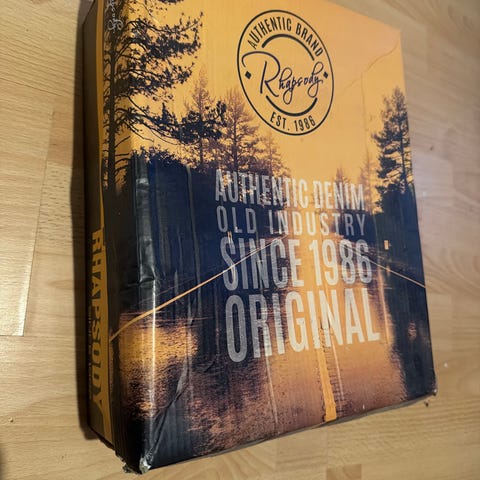 AUTHENTIC BRAND
Rhapsody
EST. 1986
AUTHENTIC DENIM
OLD INDUSTRY
SINCE 1986
ORIGINAL
RHAPSODY